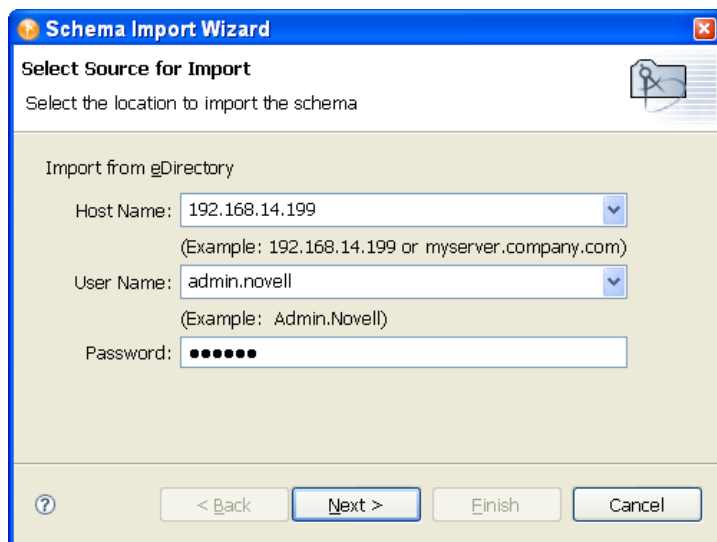 Schema Import Wizard
Select Source for Import
Select the location to import the schema
Import from eDirectory
Host Name: 192.168.14.199
(Example: 192.168.14.199 or myserver.company.com)
User Name: admin.novell
(Example:  Admin.Novell)
Password: ●●●●●●
? < Back Next > Finish Cancel